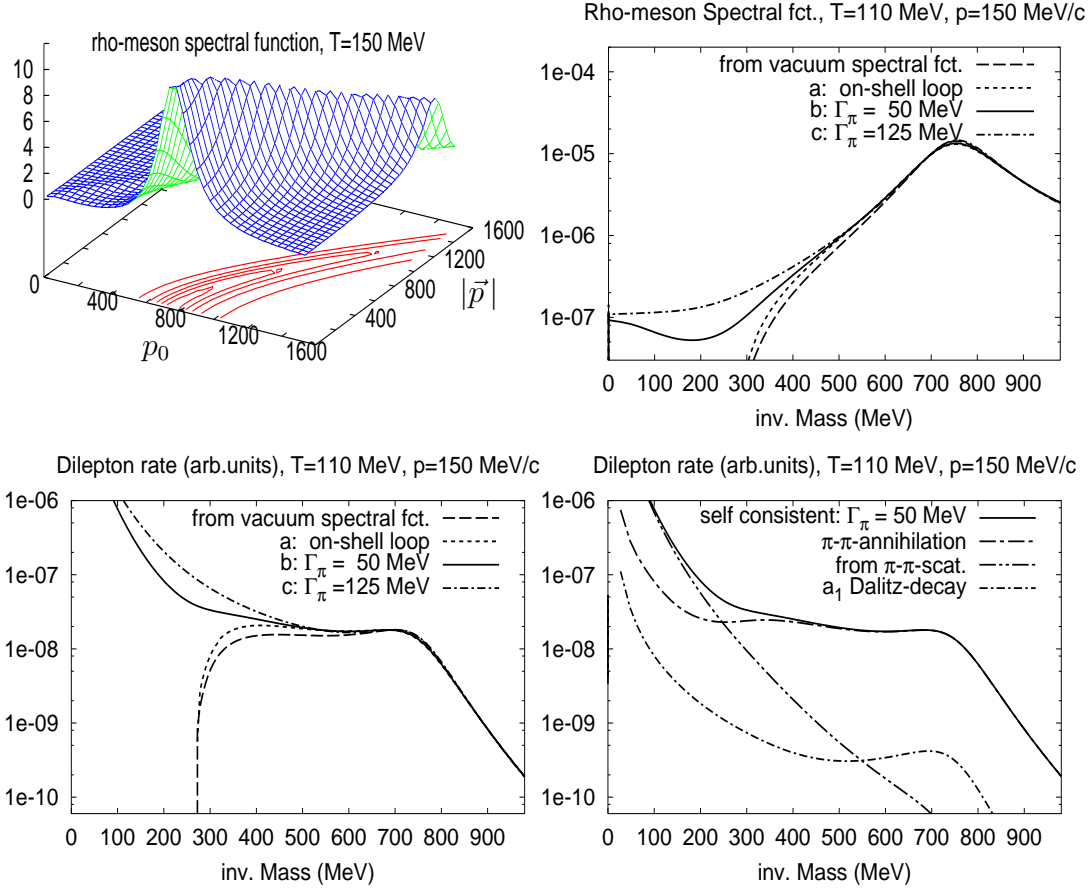 rho-meson spectral function, T=150 MeV
10
8
6
4
2
0
0
400
800
1200
1600
p₀
400
800
1200
1600
|p⃗|
Rho-meson Spectral fct., T=110 MeV, p=150 MeV/c
from vacuum spectral fct.
a: on-shell loop
b: Γπ = 50 MeV
c: Γπ =125 MeV
1e-04
1e-05
1e-06
1e-07
0 100 200 300 400 500 600 700 800 900
inv. Mass (MeV)
Dilepton rate (arb.units), T=110 MeV, p=150 MeV/c
from vacuum spectral fct.
a: on-shell loop
b: Γπ = 50 MeV
c: Γπ =125 MeV
1e-06
1e-07
1e-08
1e-09
1e-10
0 100 200 300 400 500 600 700 800 900
inv. Mass (MeV)
Dilepton rate (arb.units), T=110 MeV, p=150 MeV/c
self consistent: Γπ = 50 MeV
π-π-annihilation
from π-π-scat.
a₁ Dalitz-decay
1e-06
1e-07
1e-08
1e-09
1e-10
0 100 200 300 400 500 600 700 800 900
inv. Mass (MeV)